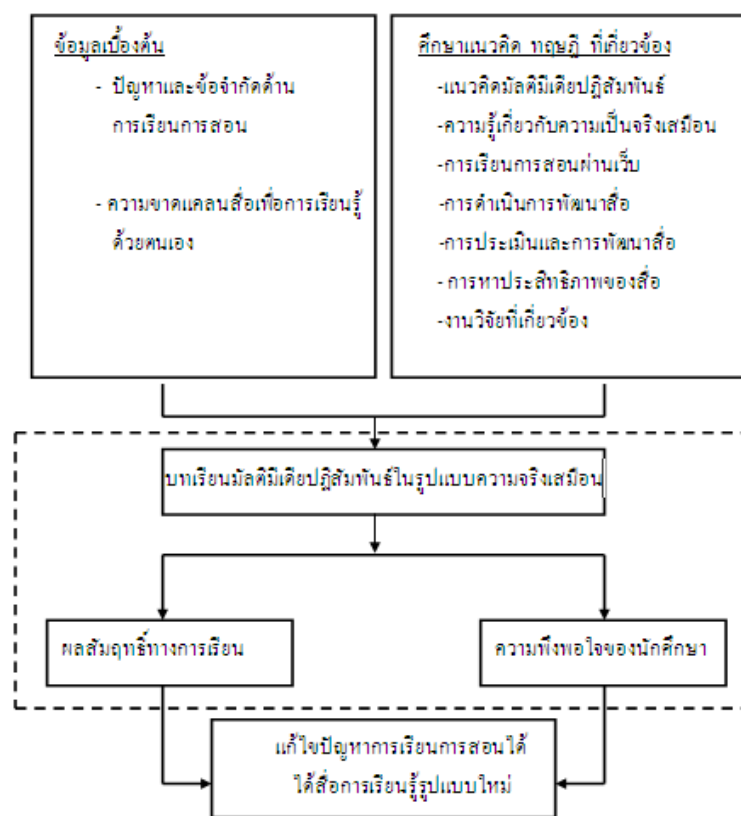 ข้อมูลเบื้องต้น
- ปัญหาและข้อจำกัดด้าน
การเรียนการสอน
- ความขาดแคลนสื่อเพื่อการเรียนรู้
ด้วยตนเอง
ศึกษาแนวคิด ทฤษฎี ที่เกี่ยวข้อง
-แนวคิดมัลติมีเดียปฏิสัมพันธ์
-ความรู้เกี่ยวกับความเป็นจริงเสมือน
-การเรียนการสอนผ่านเว็บ
-การดำเนินการพัฒนาสื่อ
-การประเมินและการพัฒนาสื่อ
- การหาประสิทธิภาพของสื่อ
-งานวิจัยที่เกี่ยวข้อง
บทเรียนมัลติมีเดียปฏิสัมพันธ์ในรูปแบบความจริงเสมือน
ผลสัมฤทธิ์ทางการเรียน
ความพึงพอใจของนักศึกษา
แก้ไขปัญหาการเรียนการสอนได้
ได้สื่อการเรียนรู้รูปแบบใหม่